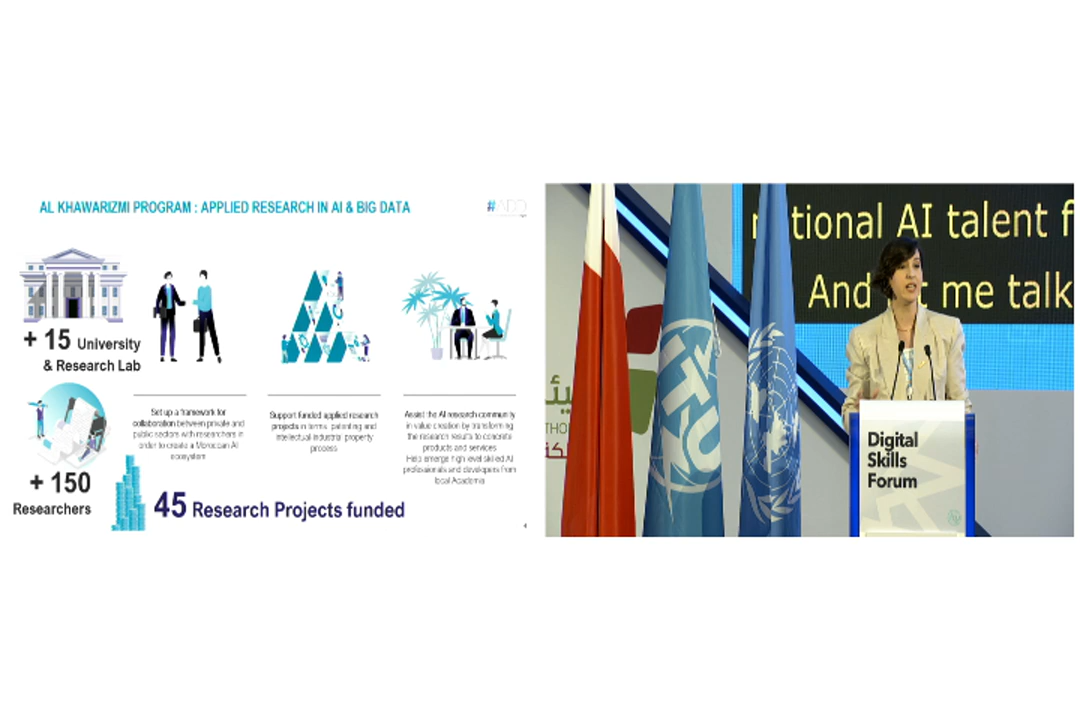 AL KHAWARIZMI PROGRAM : APPLIED RESEARCH IN AI & BIG DATA
#ADD
+ 15 University
& Research Lab
Set up a framework for
collaboration between private and
public sectors with researchers in
order to create a Moroccan AI
ecosystem
Support funded applied research
projects in terms, patenting and
intellectual industrial property
process
Assist the AI research community
in value creation by transforming
the research results to concrete
products and services
Help emerge high level skilled AI
professionals and developers from
local Academia
+ 150
Researchers
45 Research Projects funded
4
national AI talent f
And let me talk
ITU
Digital
Skills
Forum